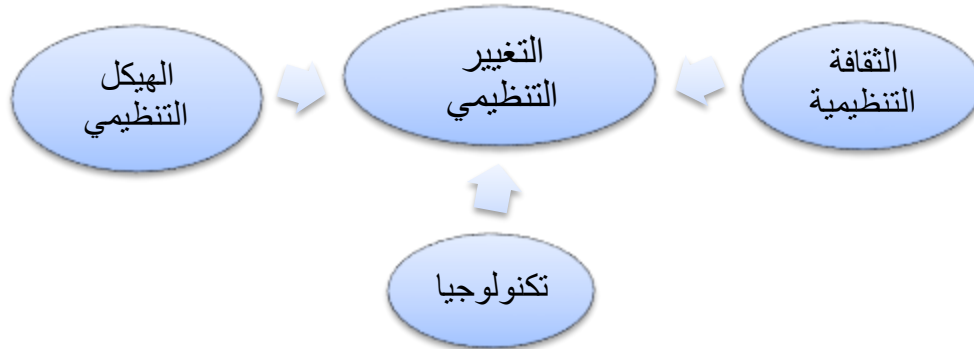 الثقافة
التنظيمية
التغيير
التنظيمي
الهيكل
التنظيمي
تكنولوجيا